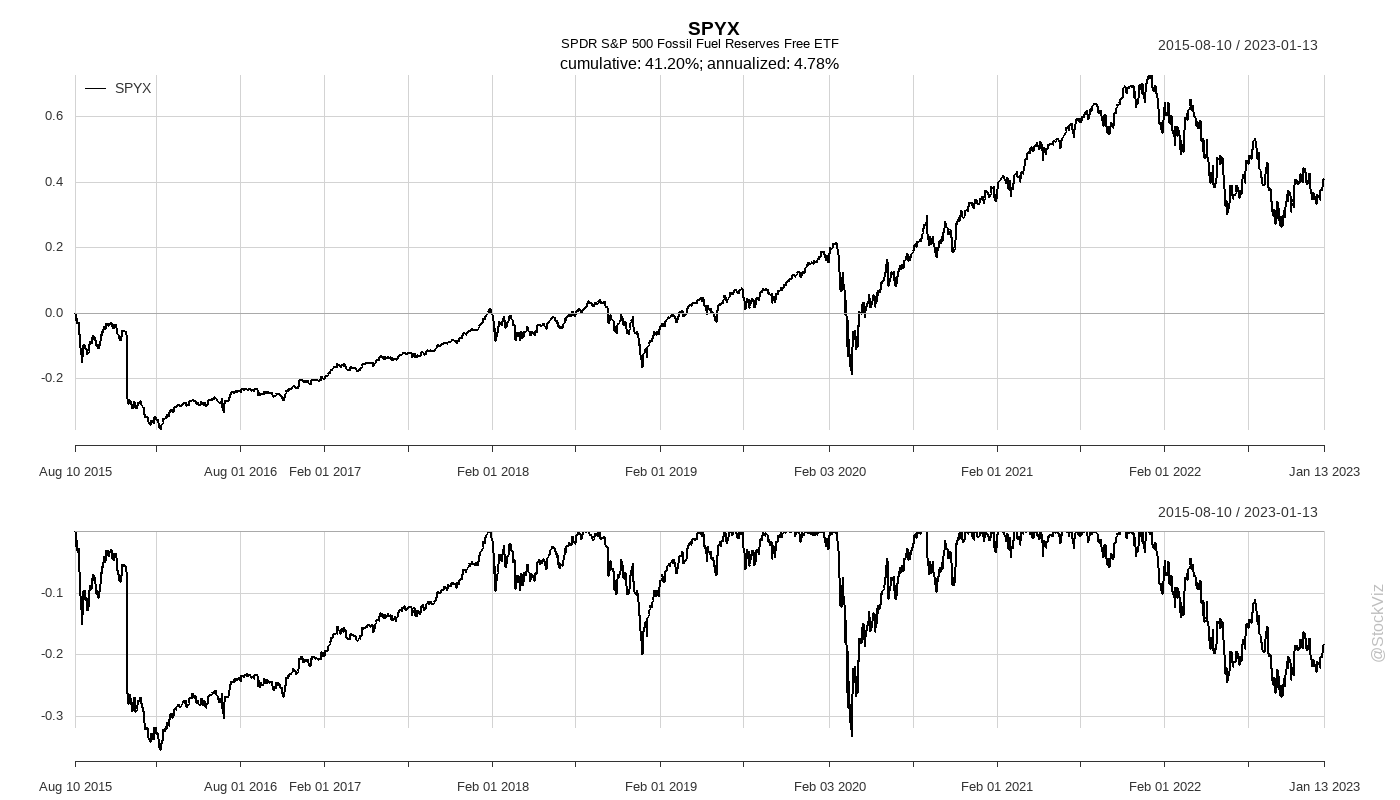 SPYX
SPDR S&P 500 Fossil Fuel Reserves Free ETF
2015-08-10 / 2023-01-13
cumulative: 41.20%; annualized: 4.78%
SPYX
0.6
0.4
0.2
0.0
-0.2
Aug 10 2015 Aug 01 2016 Feb 01 2017 Feb 01 2018 Feb 01 2019 Feb 03 2020 Feb 01 2021 Feb 01 2022 Jan 13 2023
2015-08-10 / 2023-01-13
-0.1
-0.2
-0.3
@StockViz
Aug 10 2015 Aug 01 2016 Feb 01 2017 Feb 01 2018 Feb 01 2019 Feb 03 2020 Feb 01 2021 Feb 01 2022 Jan 13 2023